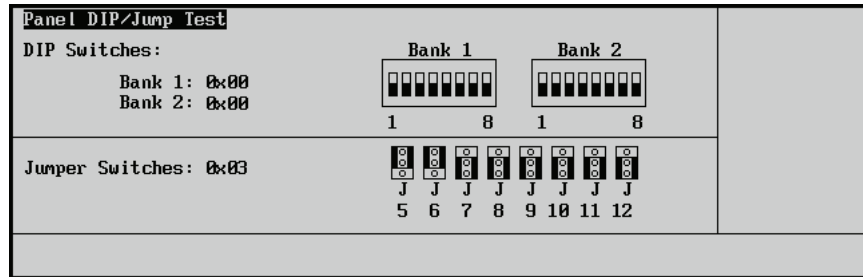 Panel DIP/Jump Test
DIP Switches:
Bank 1: 0x00
Bank 2: 0x00
Bank 1 Bank 2
1 8 1 8
Jumper Switches: 0x03
J J J J J J J J
5 6 7 8 9 10 11 12